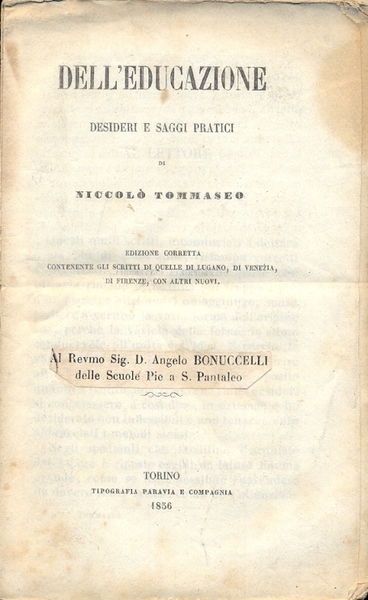 DELL'EDUCAZIONE
DESIDERI E SAGGI PRATICI
DI
NICCOLÒ TOMMASEO
EDIZIONE CORRETTA
CONTENENTE GLI SCRITTI DI QUELLE DI LUGANO, DI VENEZIA,
DI FIRENZE, CON ALTRI NUOVI.
Al Revmo Sig. D. Angelo BONUCCELLI
delle Scuole Pie a S. Pantaleo
TORINO
TIPOGRAFIA PARAVIA E COMPAGNIA
1856